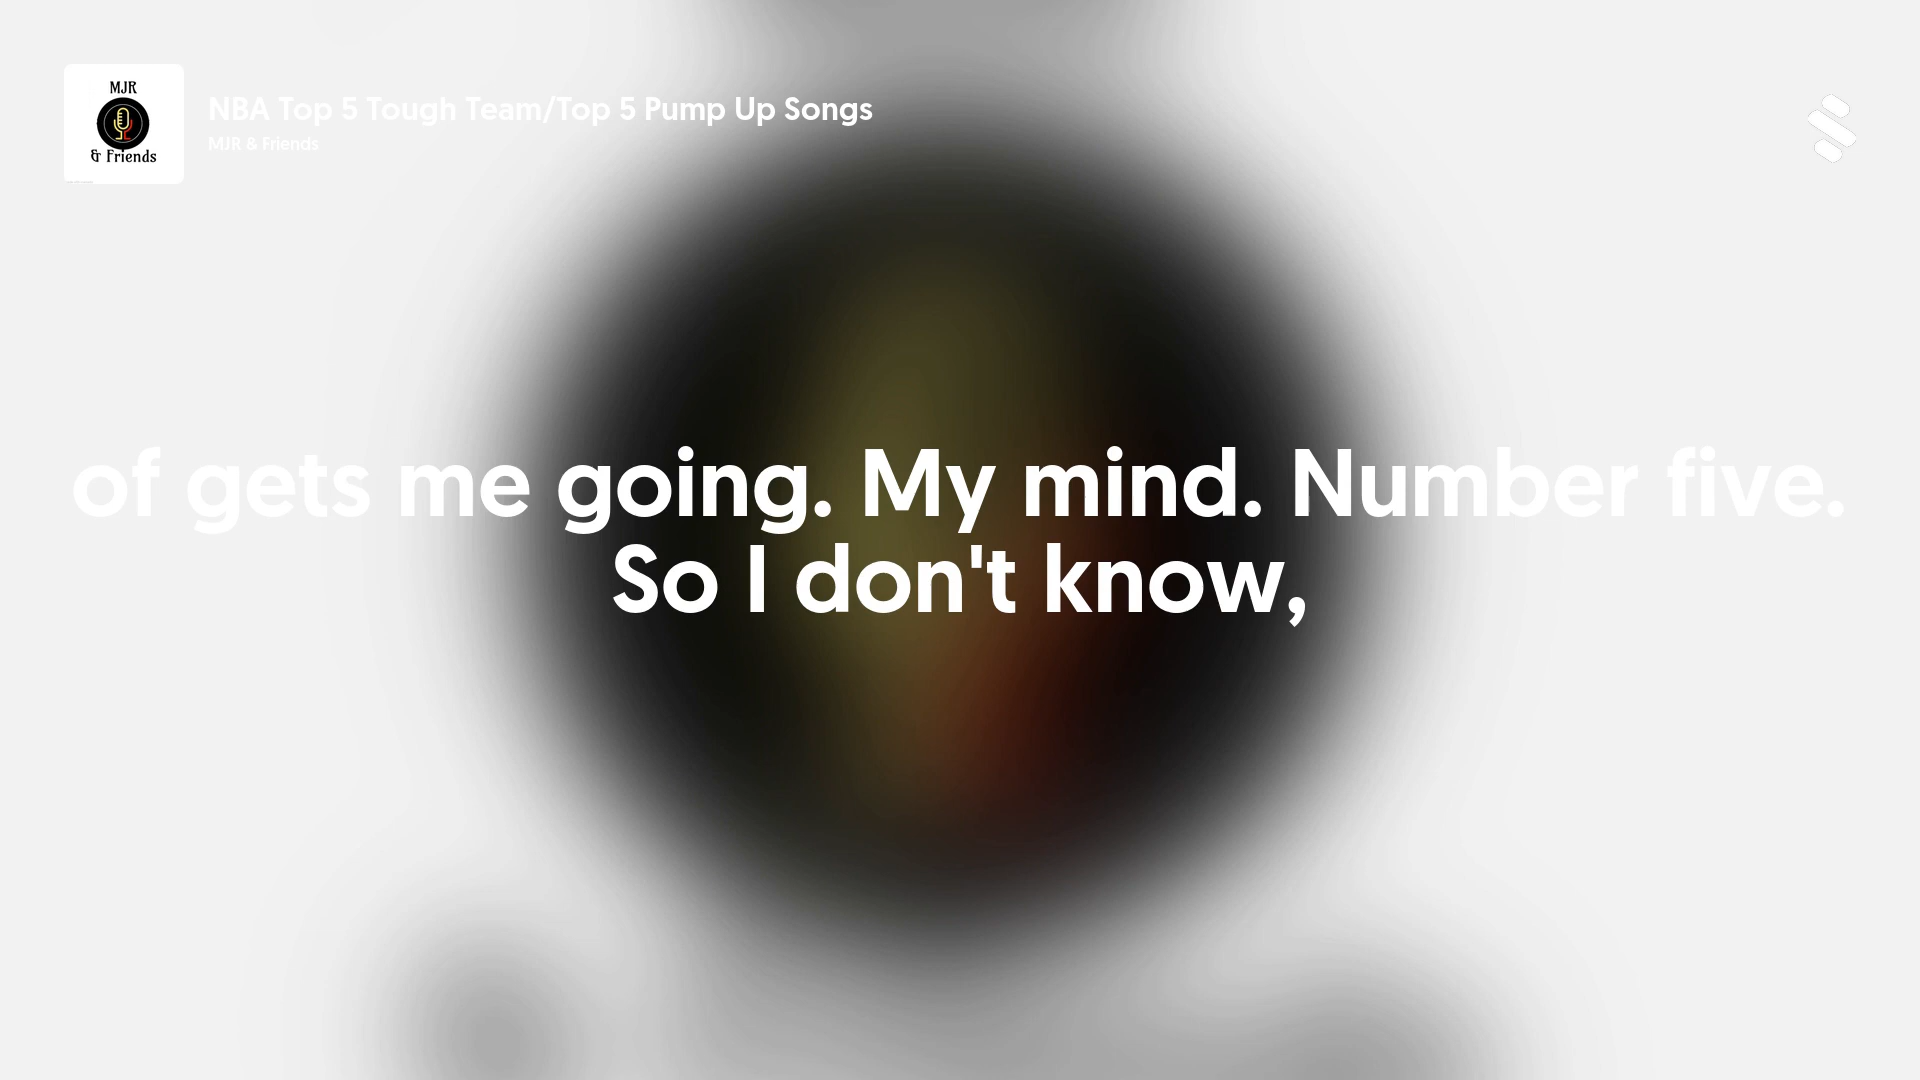 MJR
& Friends
NBA Top 5 Tough Team/Top 5 Pump Up Songs
MJR & Friends
of gets me going. My mind. Number five.
So I don't know,